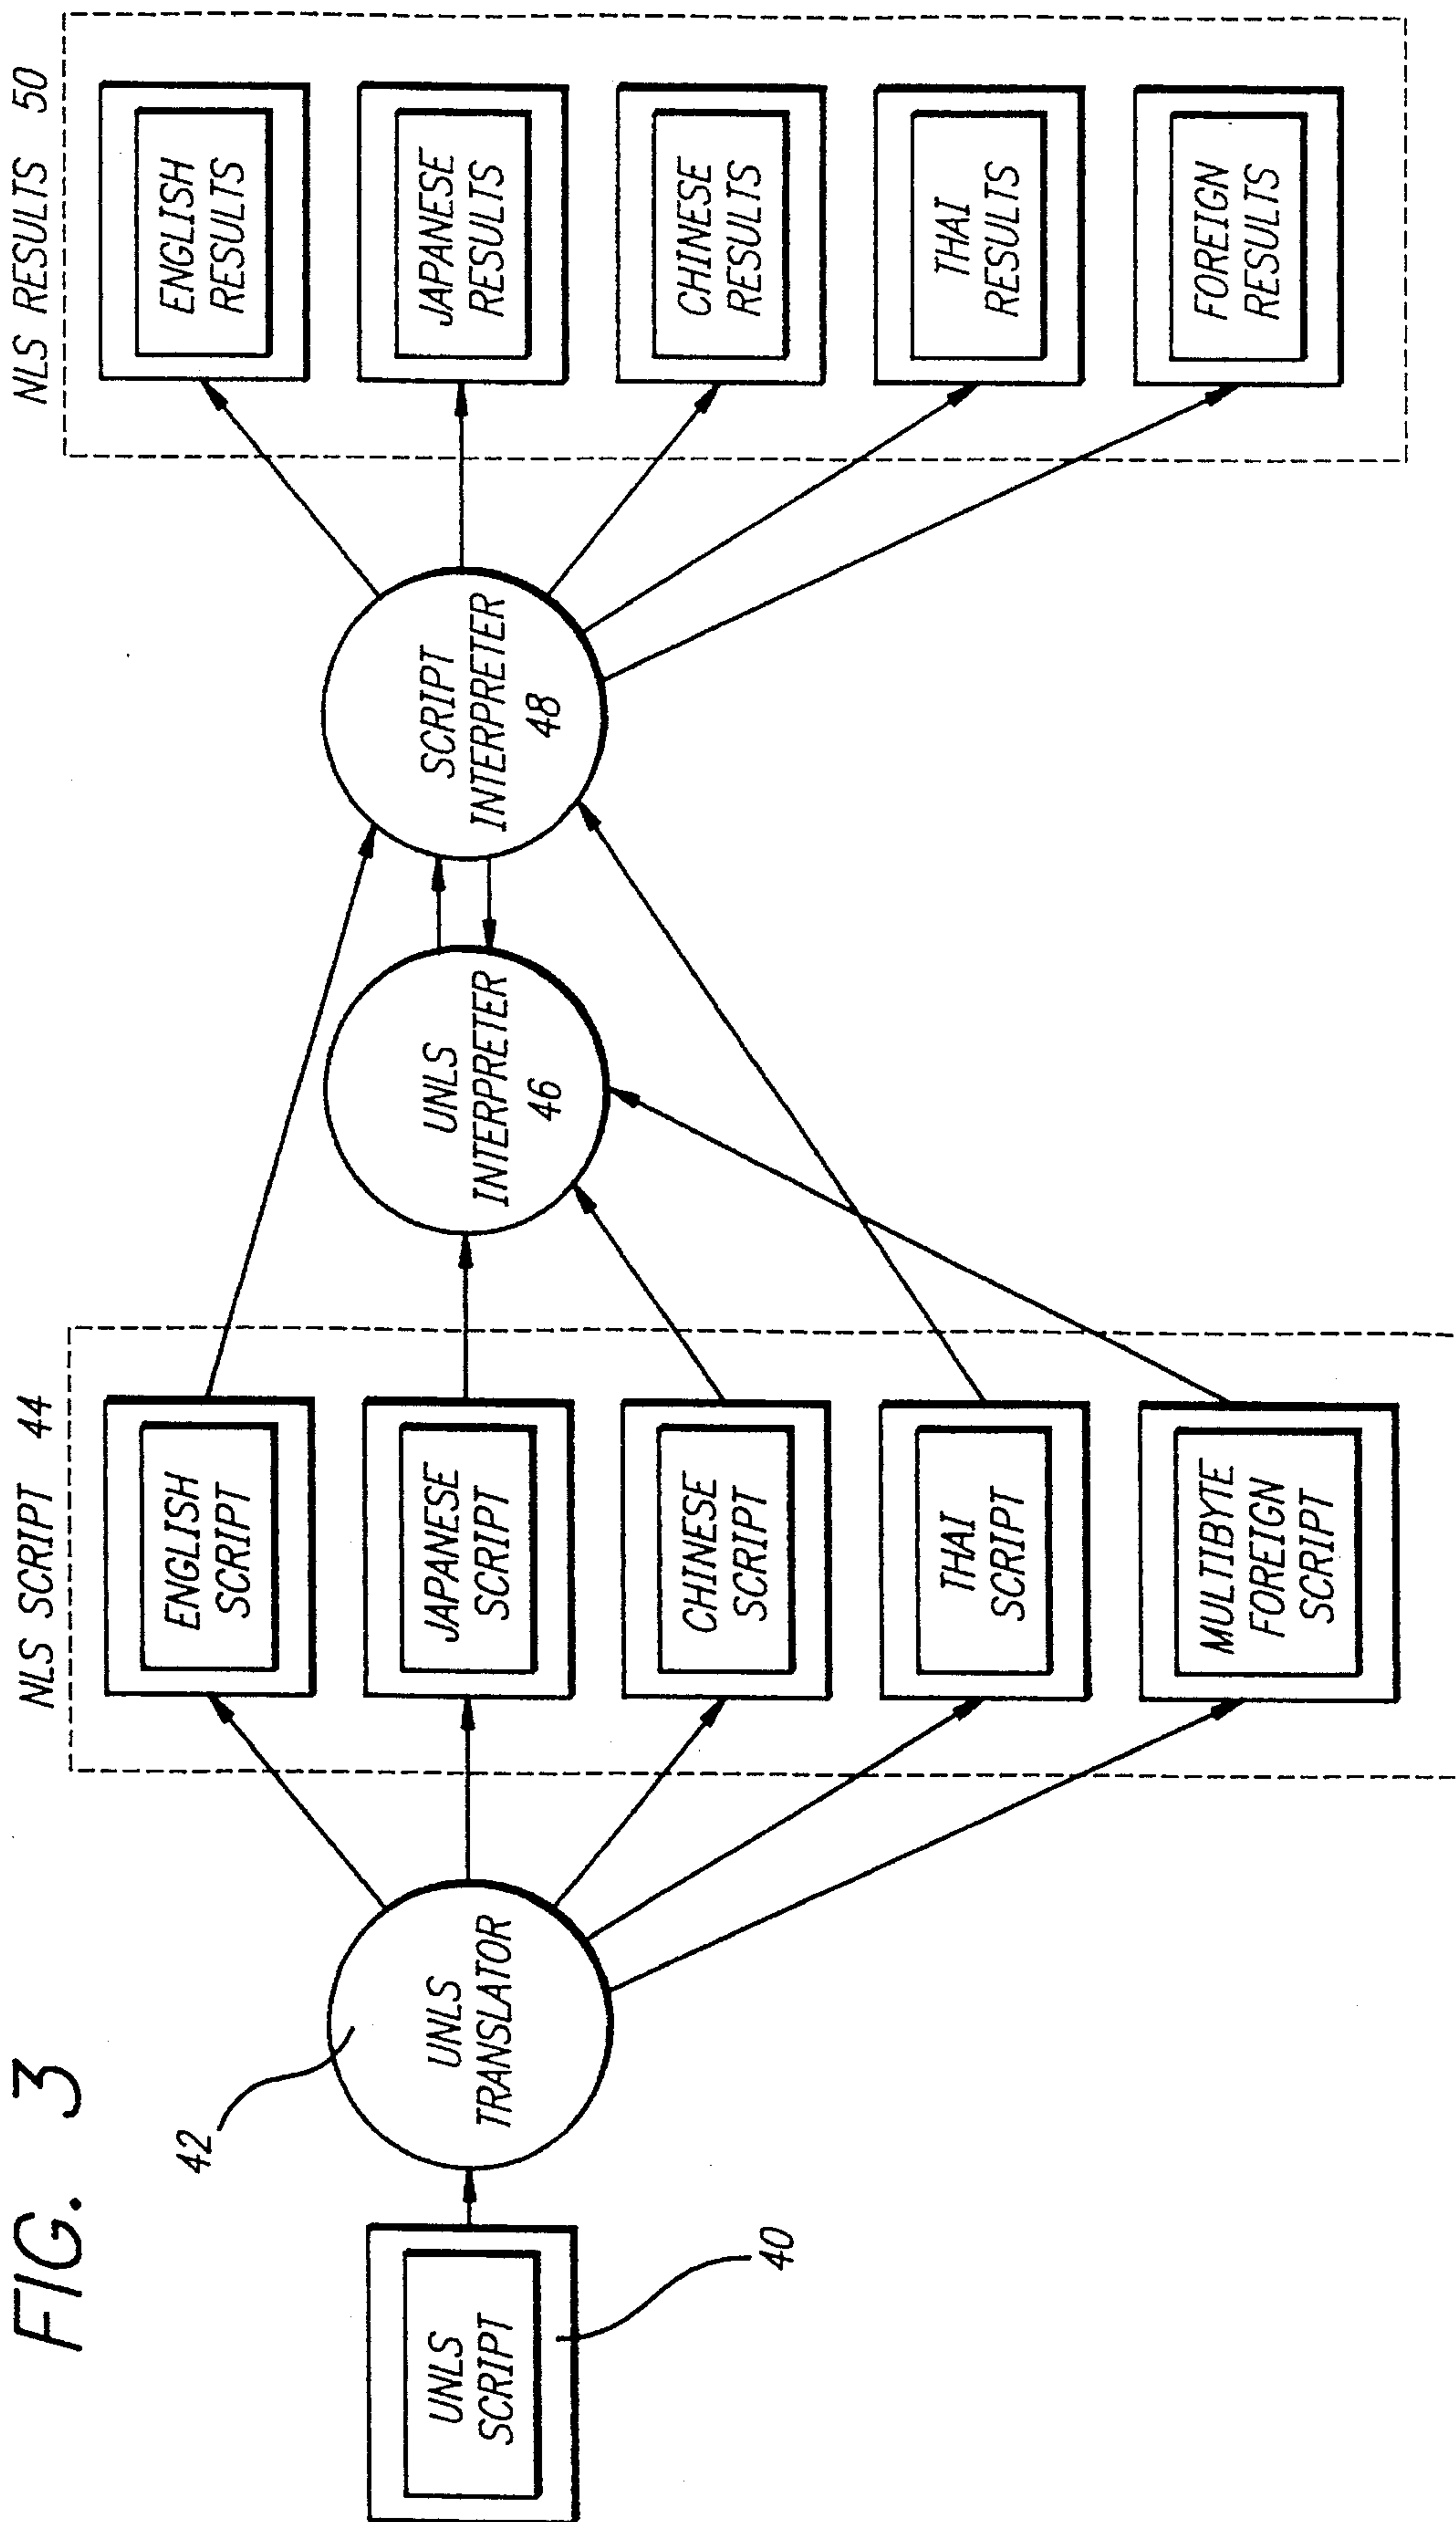 FIG. 3
UNLS
SCRIPT
40
42
UNLS
TRANSLATOR
NLS SCRIPT 44
ENGLISH
SCRIPT
JAPANESE
SCRIPT
CHINESE
SCRIPT
THAI
SCRIPT
MULTIBYTE
FOREIGN
SCRIPT
UNLS
INTERPRETER
46
SCRIPT
INTERPRETER
48
NLS RESULTS 50
ENGLISH
RESULTS
JAPANESE
RESULTS
CHINESE
RESULTS
THAI
RESULTS
FOREIGN
RESULTS